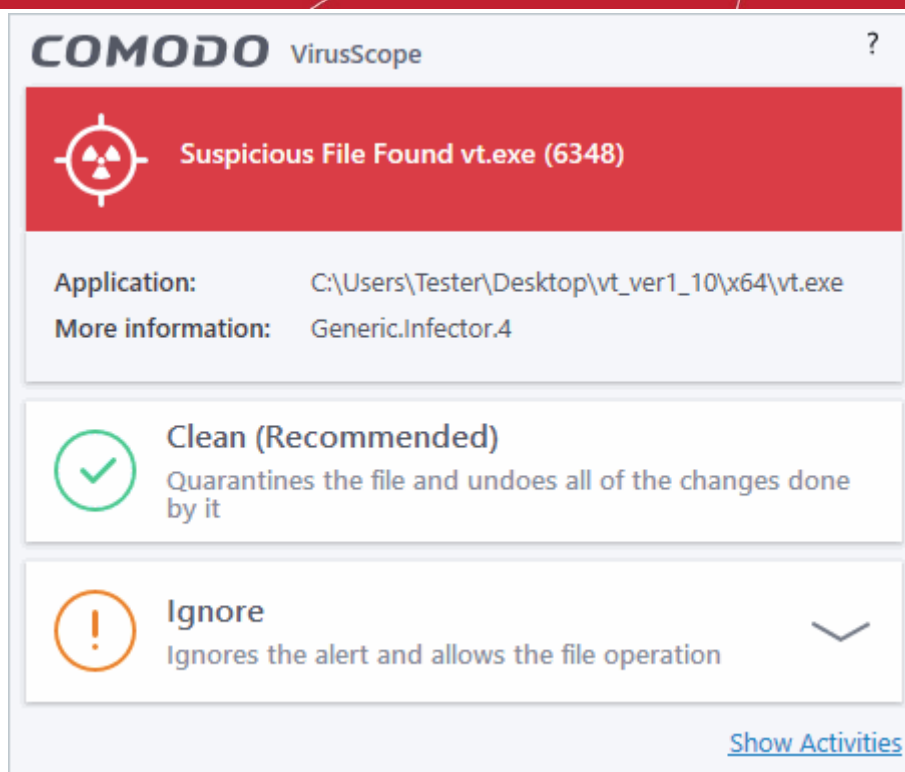 COMODO VirusScope ?
Suspicious File Found vt.exe (6348)
Application: C:\Users\Tester\Desktop\vt_ver1_10\x64\vt.exe
More information: Generic.Infector.4
Clean (Recommended)
Quarantines the file and undoes all of the changes done
by it
Ignore
Ignores the alert and allows the file operation
Show Activities